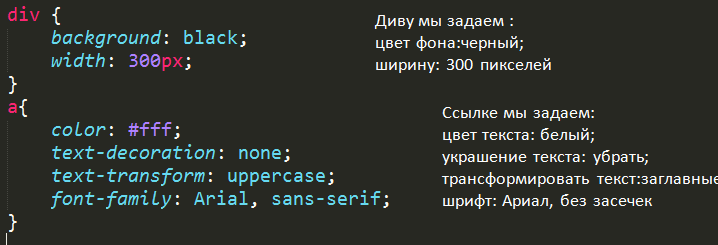 div {
background: black;
width: 300px;
}
a{
color: #fff;
text-decoration: none;
text-transform: uppercase;
font-family: Arial, sans-serif;
}
Диву мы задаем :
цвет фона:черный;
ширину: 300 пикселей
Ссылке мы задаем:
цвет текста: белый;
украшение текста: убрать;
трансформировать текст:заглавные
шрифт: Ариал, без засечек